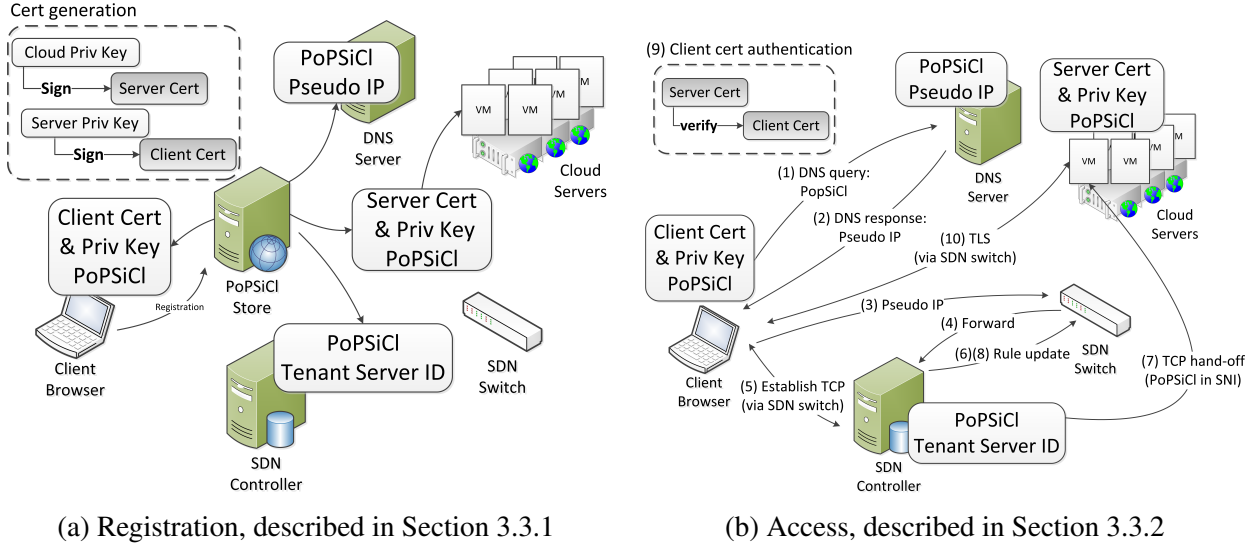 Cert generation
Cloud Priv Key
Sign
Server Cert
Server Priv Key
Sign
Client Cert
PoPSiCl
Pseudo IP
DNS
Server
VM
VM
VM
VM
M
Cloud
Servers
Client Cert
& Priv Key
PoPSiCl
Server Cert
& Priv Key
PoPSiCl
PoPSiCl
Store
Registration
Client
Browser
PoPSiCl
Tenant Server ID
SDN
Switch
SDN
Controller
(a) Registration, described in Section 3.3.1
(9) Client cert authentication
Server Cert
verify
Client Cert
PoPSiCl
Pseudo IP
DNS
Server
Server Cert
& Priv Key
PoPSiCl
VM
VM
VM
M
Cloud
Servers
(1) DNS query:
PopSiCl
(2) DNS response:
Pseudo IP
Client Cert
& Priv Key
PoPSiCl
(10) TLS
(via SDN switch)
(3) Pseudo IP
(4) Forward
(6)(8) Rule update
SDN
Switch
(7) TCP hand-off
(PoPSiCl in SNI)
Client
Browser
(5) Establish TCP
(via SDN switch)
PoPSiCl
Tenant Server ID
SDN
Controller
(b) Access, described in Section 3.3.2